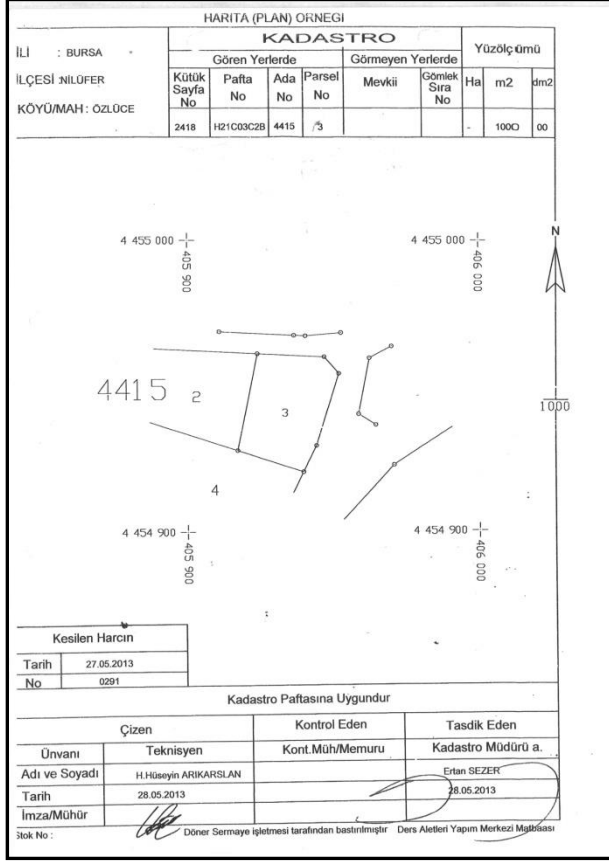 HARITA (PLAN) ORNEGI
İLİ : BURSA
İLÇESİ :NİLÜFER
KÖYÜ/MAH : ÖZLÜCE
KADASTRO
Yüzölçümü
Gören Yerlerde
Görmeyen Yerlerde
Kütük Sayfa No
Pafta No
Ada No
Parsel No
Mevkii
Gömlek Sıra No
Ha
m2
dm2
2418 H21C03C2B 4415 3 - 1000 00
4 455 000
405 900
4 455 000
406 000
N
4415
2
3
4
1000
4 454 900
405 900
4 454 900
406 000
Kesilen Harcın
Tarih 27.05.2013
No 0291
Kadastro Paftasına Uygundur
Çizen
Kontrol Eden
Tasdik Eden
Ünvanı Teknisyen Kont.Müh/Memuru Kadastro Müdürü a.
Adı ve Soyadı H.Hüseyin ARIKARSLAN Ertan SEZER
Tarih 28.05.2013 28.05.2013
İmza/Mühür
Stok No : Döner Sermaye işletmesi tarafından bastırılmıştır Ders Aletleri Yapım Merkezi Matbaası